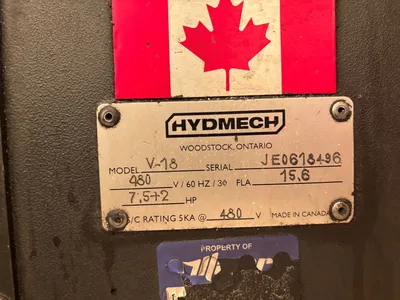 HYDMECH
WOODSTOCK, ONTARIO
MODEL V-18 SERIAL JE0618496
480 V / 60 HZ / 30 FLA 15,6
7,5+2 HP
S/C RATING 5KA @ 480 V MADE IN CANADA
PROPERTY OF